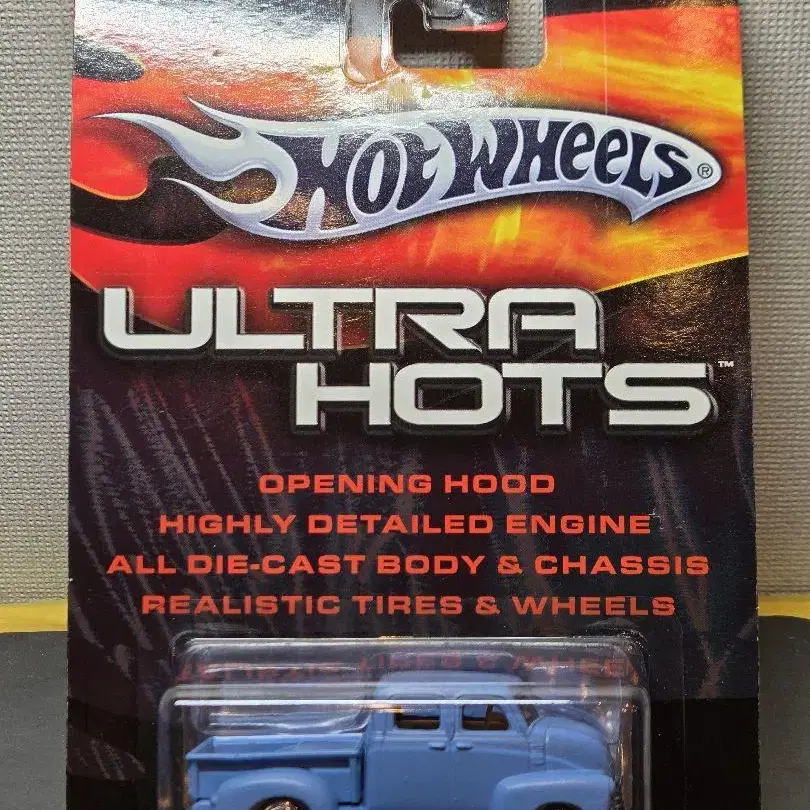 HOT WHEELS®
ULTRA
HOTS™
OPENING HOOD
HIGHLY DETAILED ENGINE
ALL DIE-CAST BODY & CHASSIS
REALISTIC TIRES & WHEELS